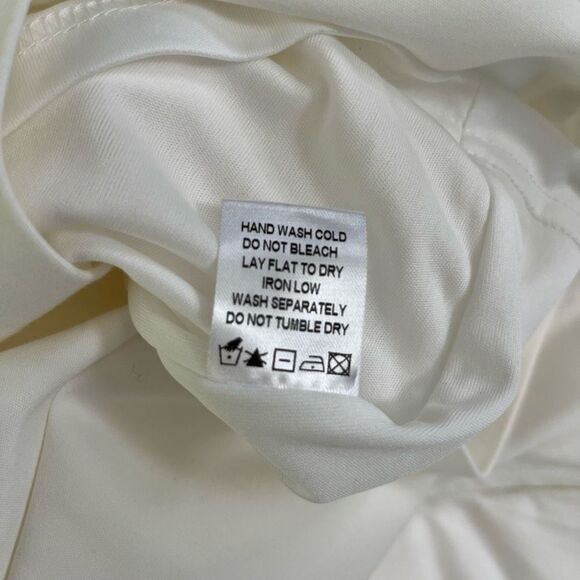 HAND WASH COLD
DO NOT BLEACH
LAY FLAT TO DRY
IRON LOW
WASH SEPARATELY
DO NOT TUMBLE DRY